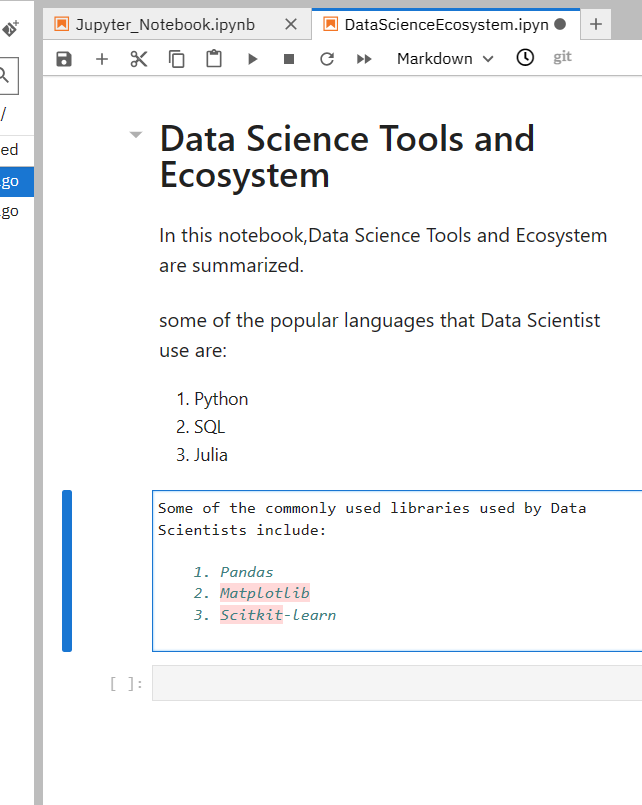 Jupyter_Notebook.ipynb
DataScienceEcosystem.ipyn
Markdown
git
/
ed
go
go
Data Science Tools and
Ecosystem
In this notebook,Data Science Tools and Ecosystem
are summarized.
some of the popular languages that Data Scientist
use are:
1. Python
2. SQL
3. Julia
Some of the commonly used libraries used by Data
Scientists include:
1. Pandas
2. Matplotlib
3. Scitkit-learn
[ ]: